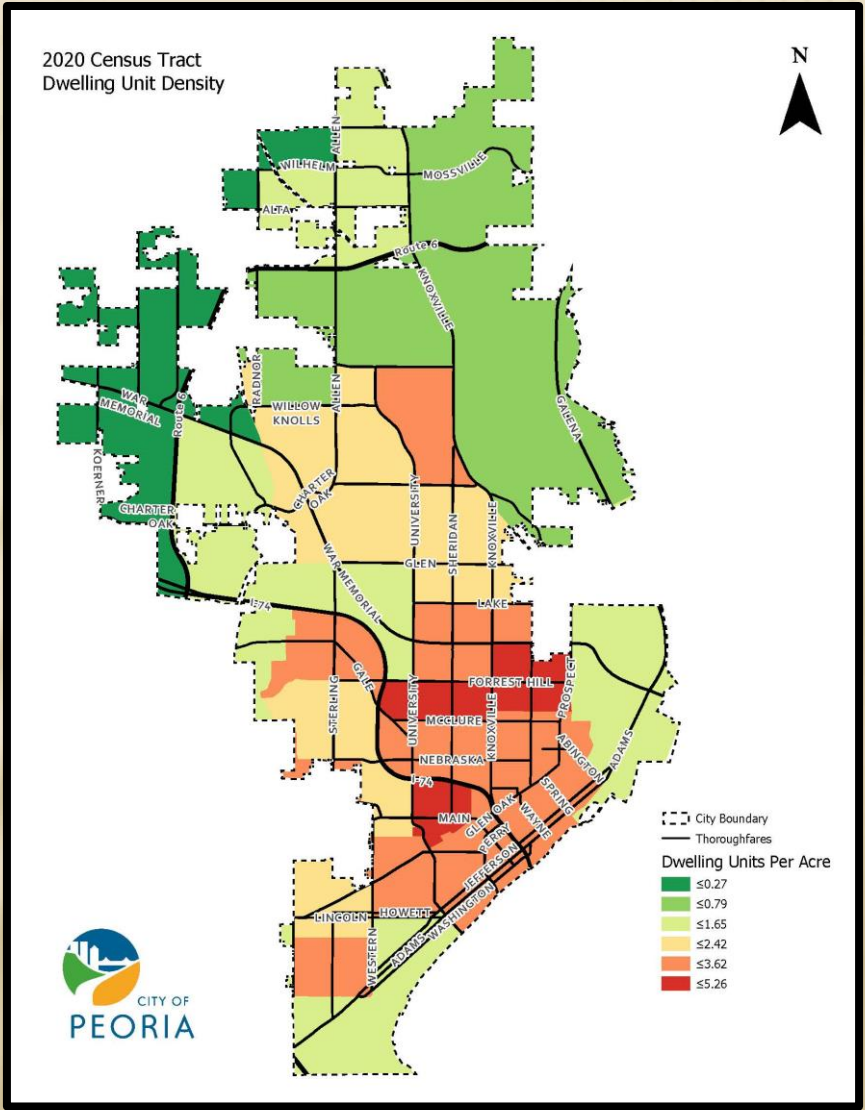 2020 Census Tract
Dwelling Unit Density
N
ALLEN
WILHELM
MOSSVILLE
ALTA
Route 6
KNOXVILLE
RADNOR
ALLEN
WAR
MEMORIAL
Route 6
WILLOW
KNOLLS
GALENA
KOERNER
CHARTER
OAK
UNIVERSITY
SHERIDAN
KNOXVILLE
CHARTER
OAK
WAR MEMORIAL
GLEN
I-74
LAKE
GALE
STERLING
UNIVERSITY
FORREST HILL
PROSPECT
MCCLURE
KNOXVILLE
NEBRASKA
ABINGTON
ADAMS
I-74
SPRING
MAIN
GLEN OAK
WAYNE
PERRY
JEFFERSON
WASHINGTON
LINCOLN
HOWETT
WESTERN
ADAMS
City Boundary
Thoroughfares
Dwelling Units Per Acre
≤0.27
≤0.79
≤1.65
≤2.42
≤3.62
≤5.26
CITY OF
PEORIA